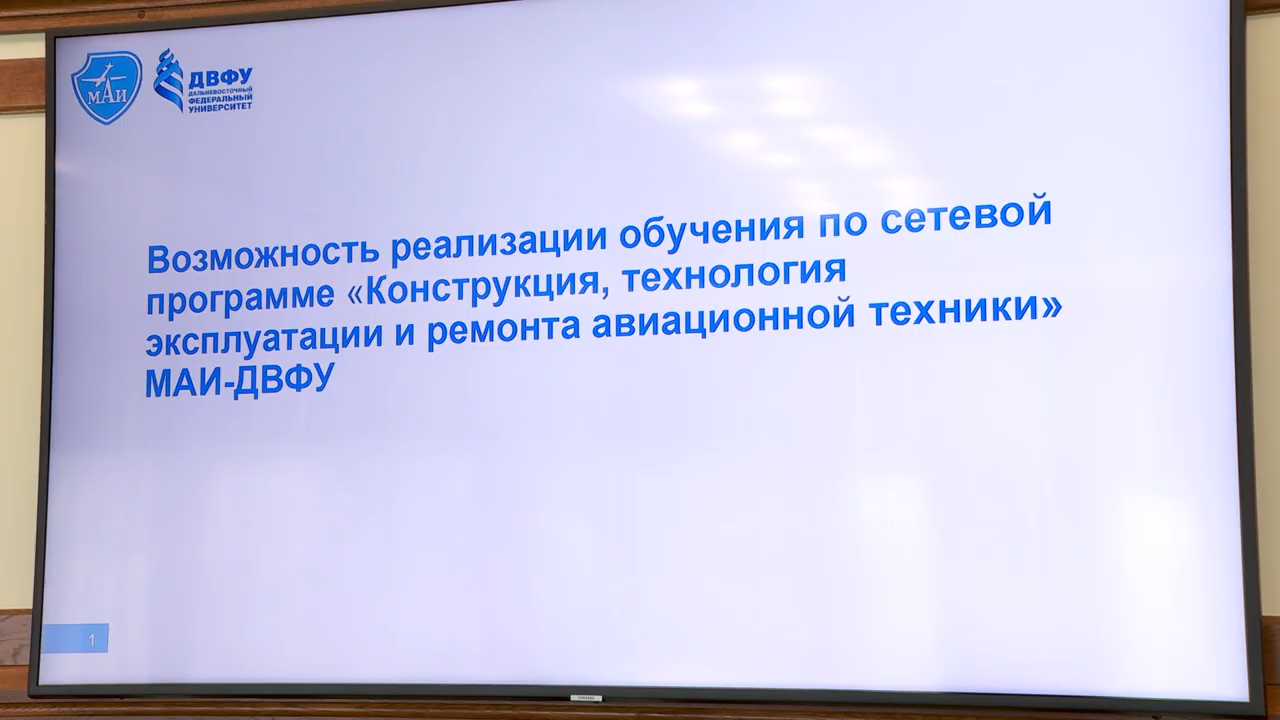 МАИ
ДВФУ
ДАЛЬНЕВОСТОЧНЫЙ
ФЕДЕРАЛЬНЫЙ
УНИВЕРСИТЕТ
Возможность реализации обучения по сетевой
программе «Конструкция, технология
эксплуатации и ремонта авиационной техники»
МАИ-ДВФУ
1
SAMSUNG